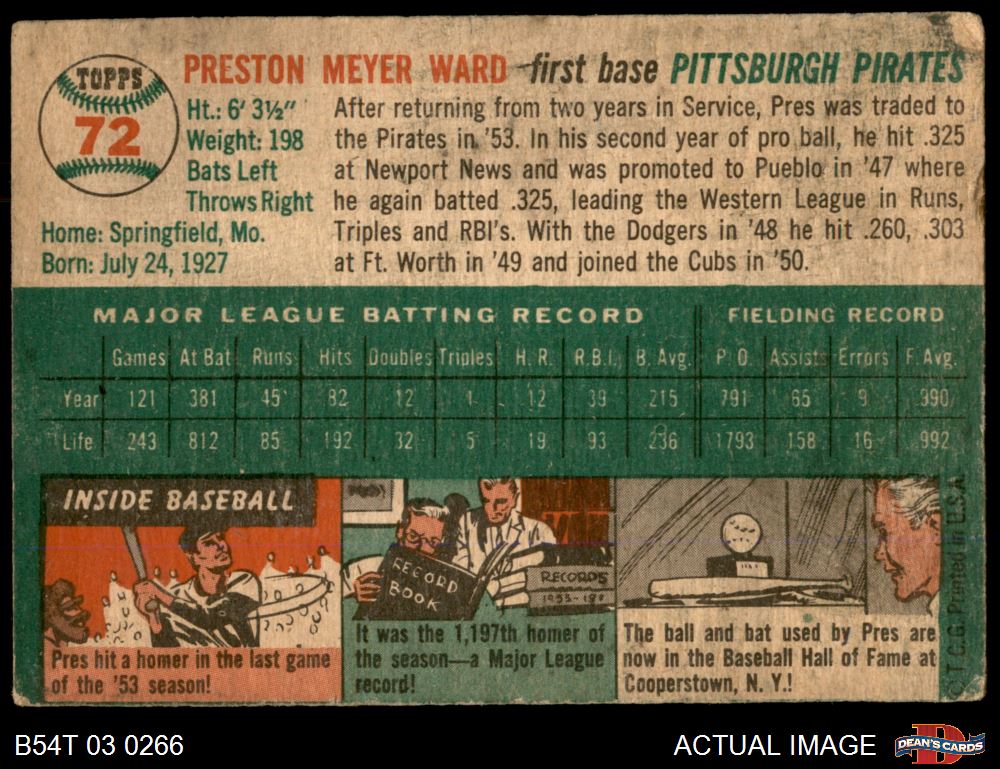 TOPPS
72
PRESTON MEYER WARD first base PITTSBURGH PIRATES
Ht.: 6' 3½"
Weight: 198
Bats Left
Throws Right
Home: Springfield, Mo.
Born: July 24, 1927
After returning from two years in Service, Pres was traded to
the Pirates in '53. In his second year of pro ball, he hit .325
at Newport News and was promoted to Pueblo in '47 where
he again batted .325, leading the Western League in Runs,
Triples and RBI's. With the Dodgers in '48 he hit .260, .303
at Ft. Worth in '49 and joined the Cubs in '50.
MAJOR LEAGUE BATTING RECORD FIELDING RECORD
Games At Bat Runs Hits Doubles Triples H. R. R.B.I. B. Avg. P. O. Assists Errors F. Avg.
Year 121 381 45 82 12 1 12 39 215 791 65 9 990
Life 243 812 85 192 32 5 19 93 236 1793 158 16 992
INSIDE BASEBALL
RECORD
BOOK
RECORDS
Pres hit a homer in the last game
of the '53 season!
It was the 1,197th homer of
the season—a Major League
record!
The ball and bat used by Pres are
now in the Baseball Hall of Fame at
Cooperstown, N. Y.!
© T.C.G. Printed in U.S.A.
B54T 03 0266
ACTUAL IMAGE
DEAN'S CARDS